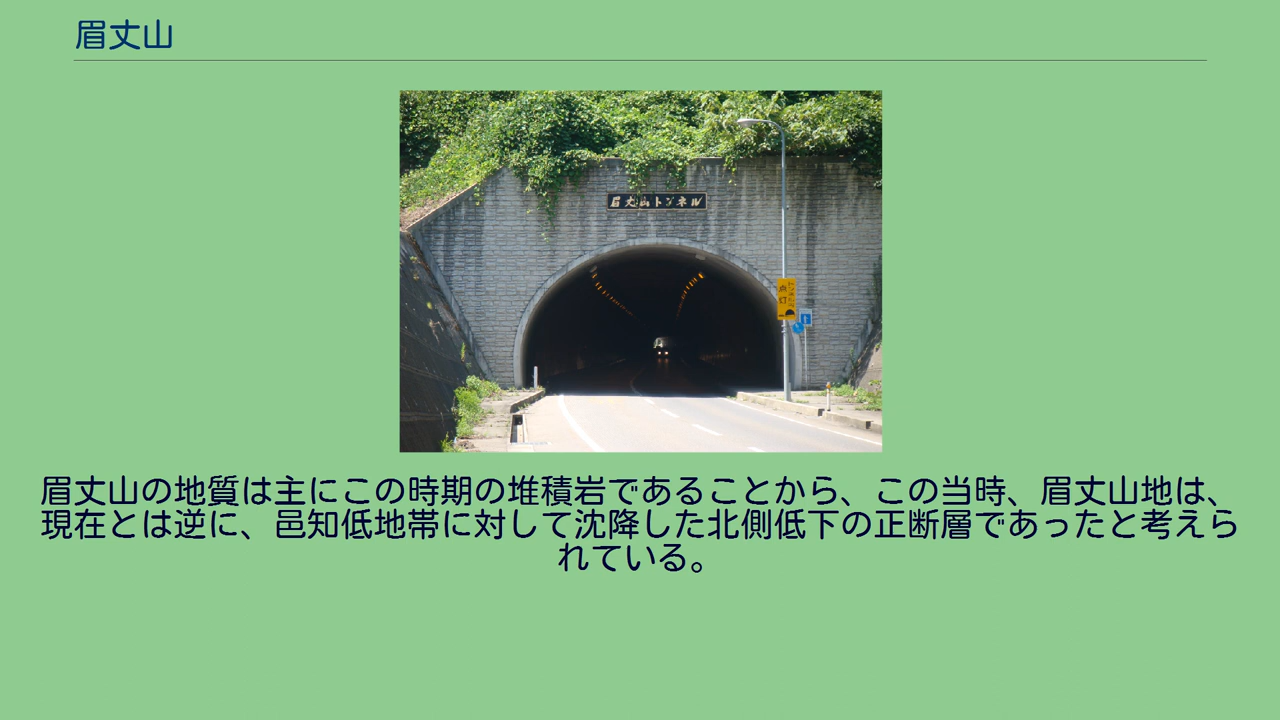 眉丈山
眉丈山トンネル
点灯
眉丈山の地質は主にこの時期の堆積岩であることから、この当時、眉丈山地は、
現在とは逆に、邑知低地帯に対して沈降した北側低下の正断層であったと考えら
れている。